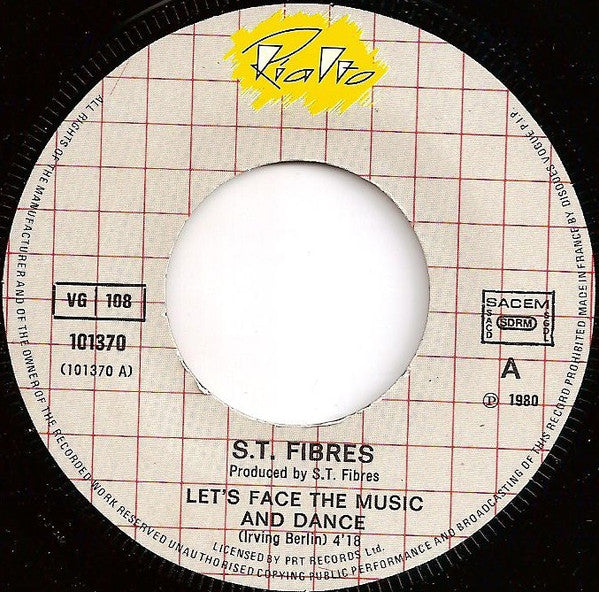 Rialto
VG 108
101370
(101370 A)
SACEM
SACD
SDRM
SGDL
A
℗ 1980
S.T. FIBRES
Produced by S.T. Fibres
LET'S FACE THE MUSIC
AND DANCE
(Irving Berlin) 4'18
LICENSED BY PRT RECORDS Ltd.
ALL RIGHTS OF THE MANUFACTURER AND OF THE OWNER OF THE RECORDED WORK RESERVED UNAUTHORISED COPYING PUBLIC PERFORMANCE AND BROADCASTING OF THIS RECORD PROHIBITED MADE IN FRANCE BY DISQUES VOGUE P.I.P